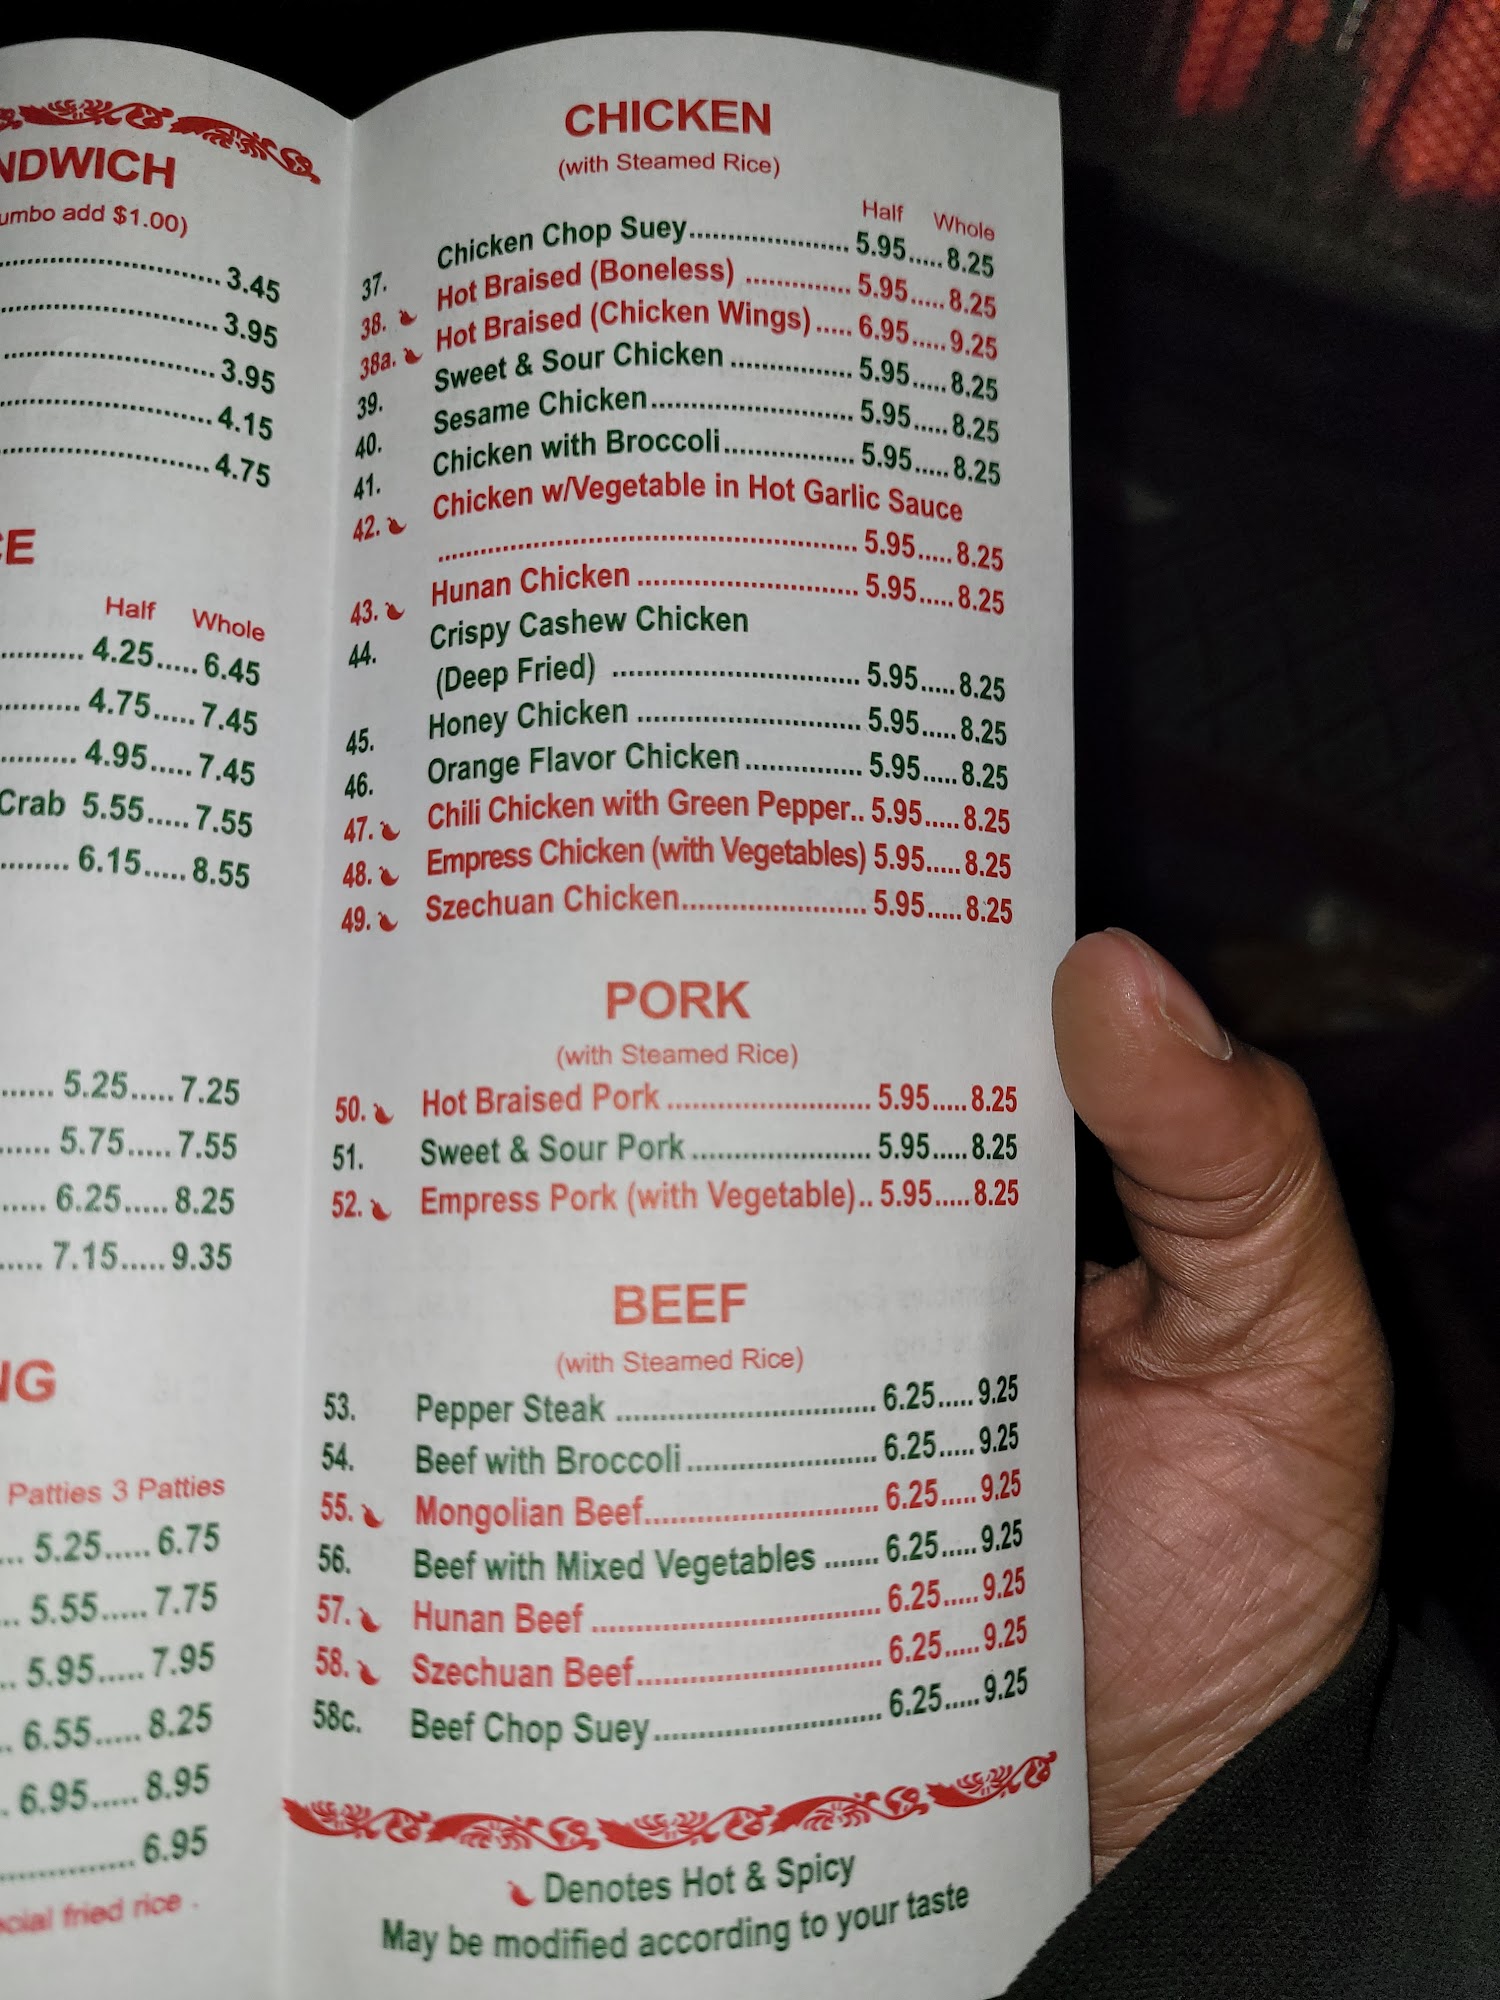 NDWICH
umbo add $1.00)
3.45
3.95
3.95
4.15
4.75
CE
Half Whole
4.25.....6.45
4.75.....7.45
4.95.....7.45
Crab 5.55.....7.55
6.15.....8.55
5.25.....7.25
5.75.....7.55
6.25.....8.25
7.15.....9.35
NG
Patties 3 Patties
5.25.....6.75
5.55.....7.75
5.95.....7.95
6.55.....8.25
6.95.....8.95
6.95
ecial fried rice .
CHICKEN
(with Steamed Rice)
Half Whole
37. Chicken Chop Suey.................... 5.95.....8.25
38. Hot Braised (Boneless) .............. 5.95.....8.25
38a. Hot Braised (Chicken Wings)..... 6.95.....9.25
39. Sweet & Sour Chicken ................ 5.95.....8.25
40. Sesame Chicken.......................... 5.95.....8.25
41. Chicken with Broccoli................. 5.95.....8.25
42. Chicken w/Vegetable in Hot Garlic Sauce
...................................................... 5.95.....8.25
43. Hunan Chicken ............................ 5.95.....8.25
44. Crispy Cashew Chicken
(Deep Fried) ................................ 5.95.....8.25
45. Honey Chicken ............................. 5.95.....8.25
46. Orange Flavor Chicken............... 5.95.....8.25
47. Chili Chicken with Green Pepper.. 5.95.....8.25
48. Empress Chicken (with Vegetables) 5.95.....8.25
49. Szechuan Chicken........................ 5.95.....8.25
PORK
(with Steamed Rice)
50. Hot Braised Pork ......................... 5.95.....8.25
51. Sweet & Sour Pork ...................... 5.95.....8.25
52. Empress Pork (with Vegetable).. 5.95.....8.25
BEEF
(with Steamed Rice)
53. Pepper Steak ................................ 6.25.....9.25
54. Beef with Broccoli....................... 6.25.....9.25
55. Mongolian Beef............................ 6.25.....9.25
56. Beef with Mixed Vegetables ....... 6.25.....9.25
57. Hunan Beef ................................... 6.25.....9.25
58. Szechuan Beef.............................. 6.25.....9.25
58c. Beef Chop Suey............................ 6.25.....9.25
Denotes Hot & Spicy
May be modified according to your taste